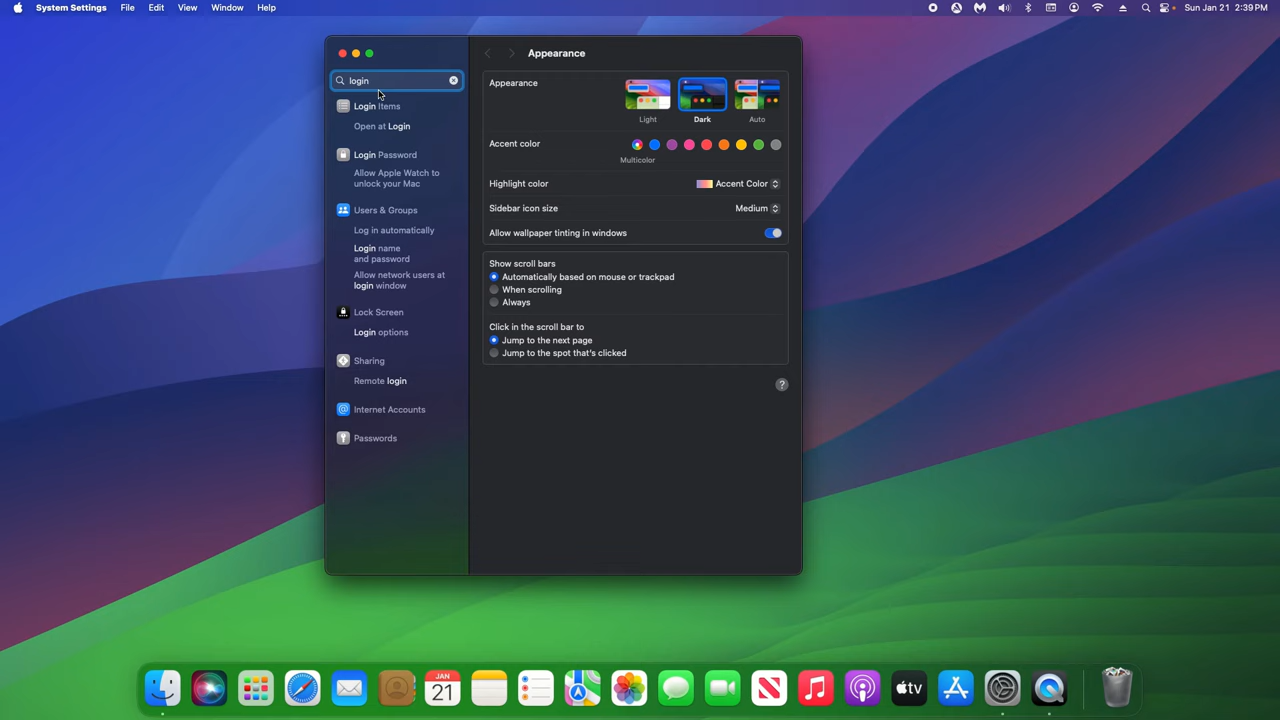 System Settings File Edit View Window Help
Sun Jan 21 2:39 PM
login
Login Items
Open at Login
Login Password
Allow Apple Watch to
unlock your Mac
Users & Groups
Log in automatically
Login name
and password
Allow network users at
login window
Lock Screen
Login options
Sharing
Remote login
Internet Accounts
Passwords
Appearance
Appearance
Light Dark Auto
Accent color
Multicolor
Highlight color Accent Color
Sidebar icon size Medium
Allow wallpaper tinting in windows
Show scroll bars
Automatically based on mouse or trackpad
When scrolling
Always
Click in the scroll bar to
Jump to the next page
Jump to the spot that's clicked
?
JAN
21
tv